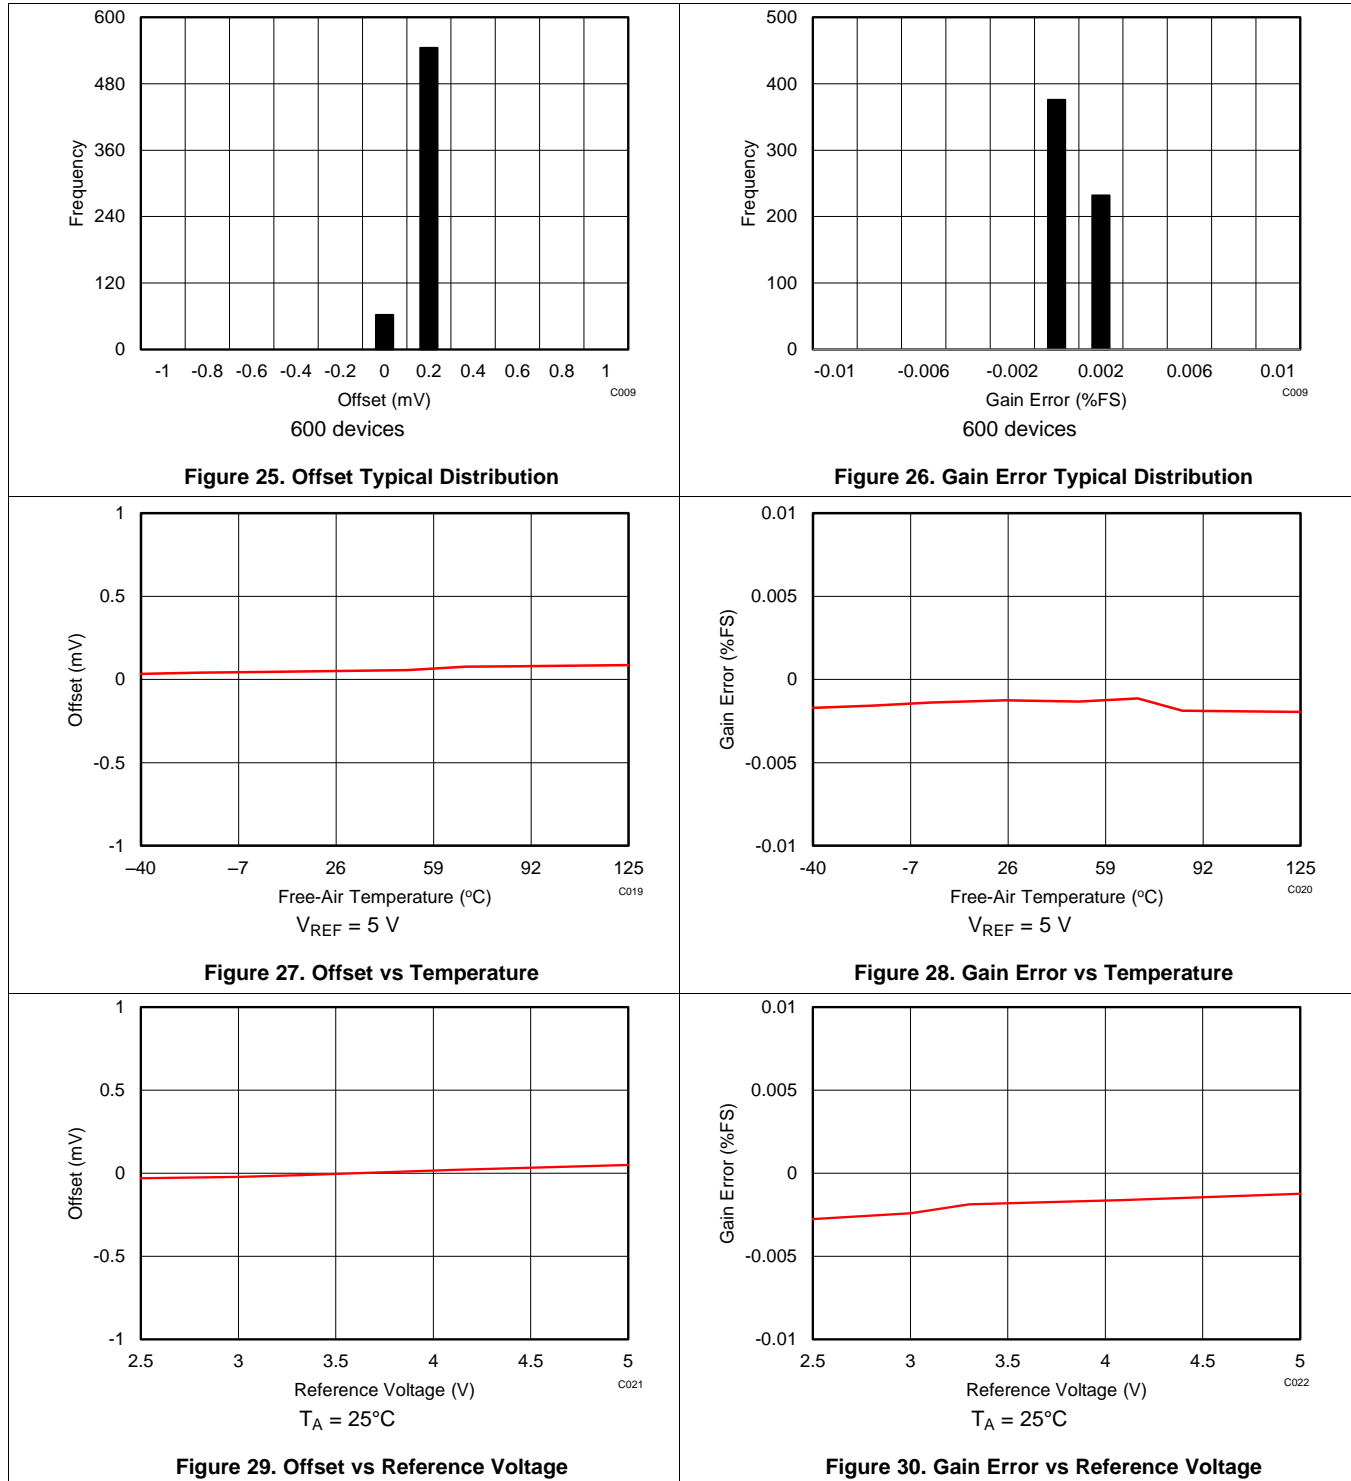 600
480
360
240
120
0
Frequency
-1 -0.8 -0.6 -0.4 -0.2 0 0.2 0.4 0.6 0.8 1
Offset (mV)
C009
600 devices
Figure 25. Offset Typical Distribution
500
400
300
200
100
0
Frequency
-0.01 -0.006 -0.002 0.002 0.006 0.01
Gain Error (%FS)
C009
600 devices
Figure 26. Gain Error Typical Distribution
1
0.5
0
-0.5
-1
Offset (mV)
–40 –7 26 59 92 125
Free-Air Temperature (ºC)
C019
VREF = 5 V
Figure 27. Offset vs Temperature
0.01
0.005
0
-0.005
-0.01
Gain Error (%FS)
-40 -7 26 59 92 125
Free-Air Temperature (ºC)
C020
VREF = 5 V
Figure 28. Gain Error vs Temperature
1
0.5
0
-0.5
-1
Offset (mV)
2.5 3 3.5 4 4.5 5
Reference Voltage (V)
C021
TA = 25°C
Figure 29. Offset vs Reference Voltage
0.01
0.005
0
-0.005
-0.01
Gain Error (%FS)
2.5 3 3.5 4 4.5 5
Reference Voltage (V)
C022
TA = 25°C
Figure 30. Gain Error vs Reference Voltage